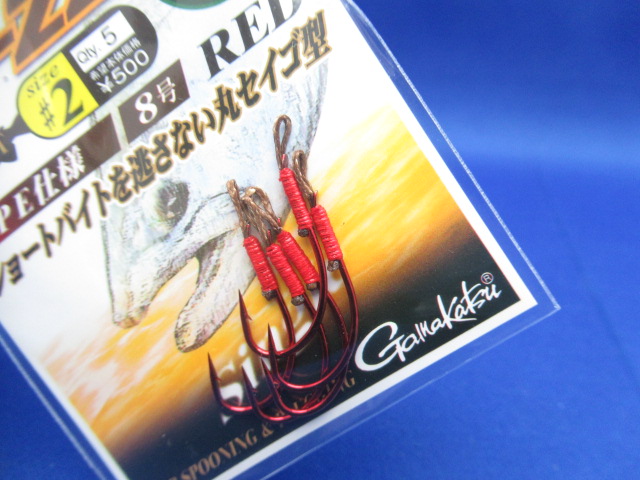 Size
#2
Qty. 5
希望本体価格
¥500
8号
RED
PE仕様
ショートバイトを逃さない丸セイゴ型
Gamakatsu®
SPOONING &